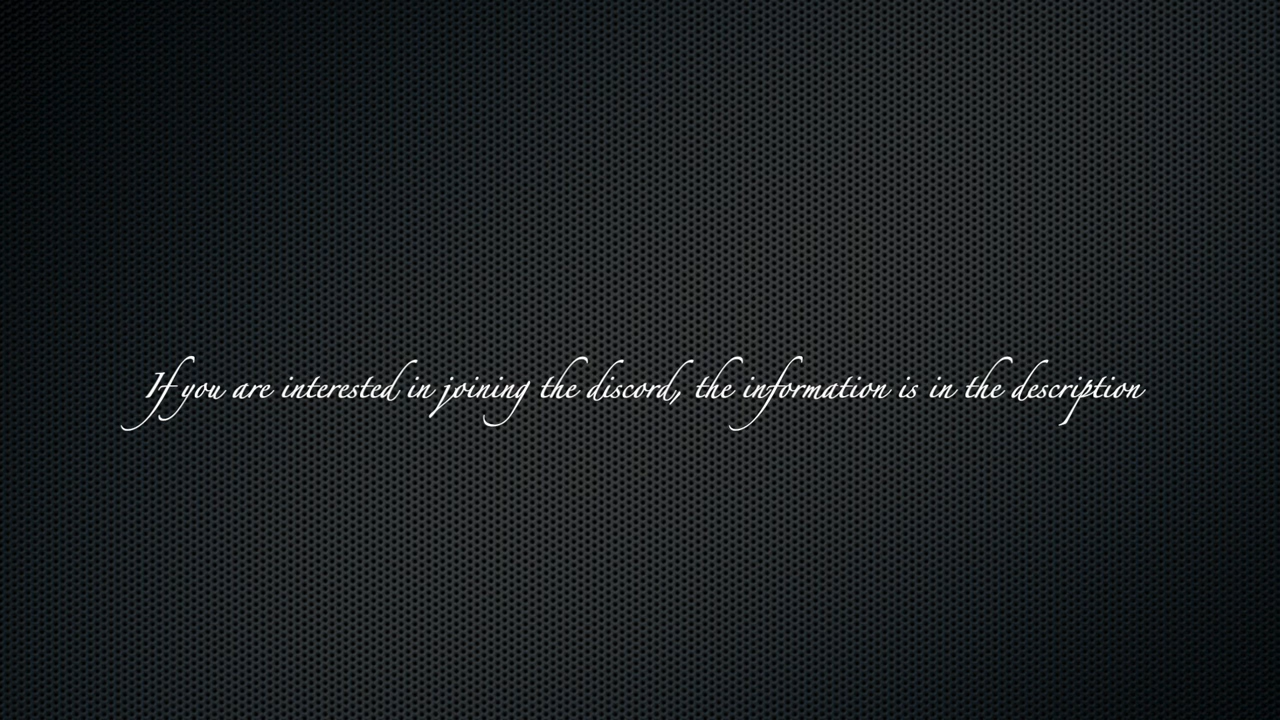 If you are interested in joining the discord, the information is in the description